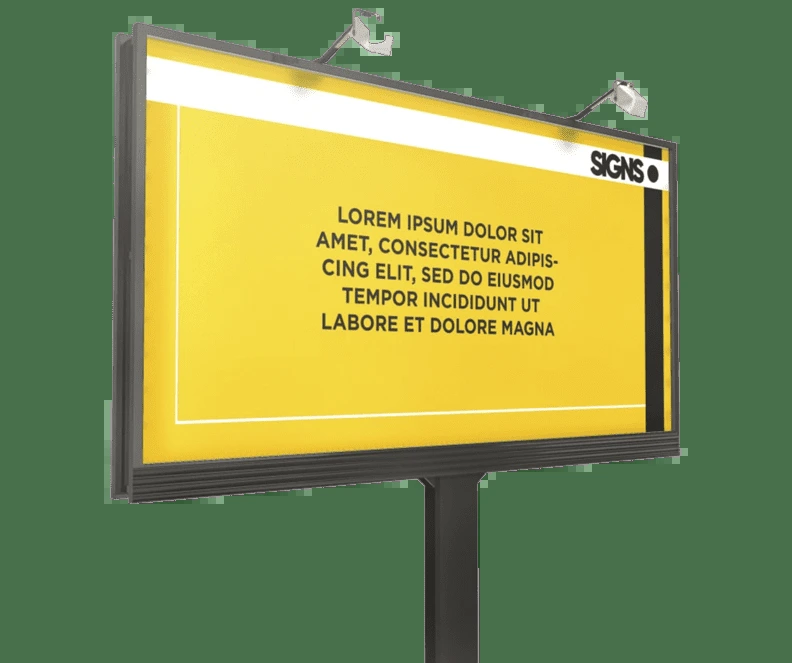 SIGNS
LOREM IPSUM DOLOR SIT
AMET, CONSECTETUR ADIPIS-
CING ELIT, SED DO EIUSMOD
TEMPOR INCIDIDUNT UT
LABORE ET DOLORE MAGNA